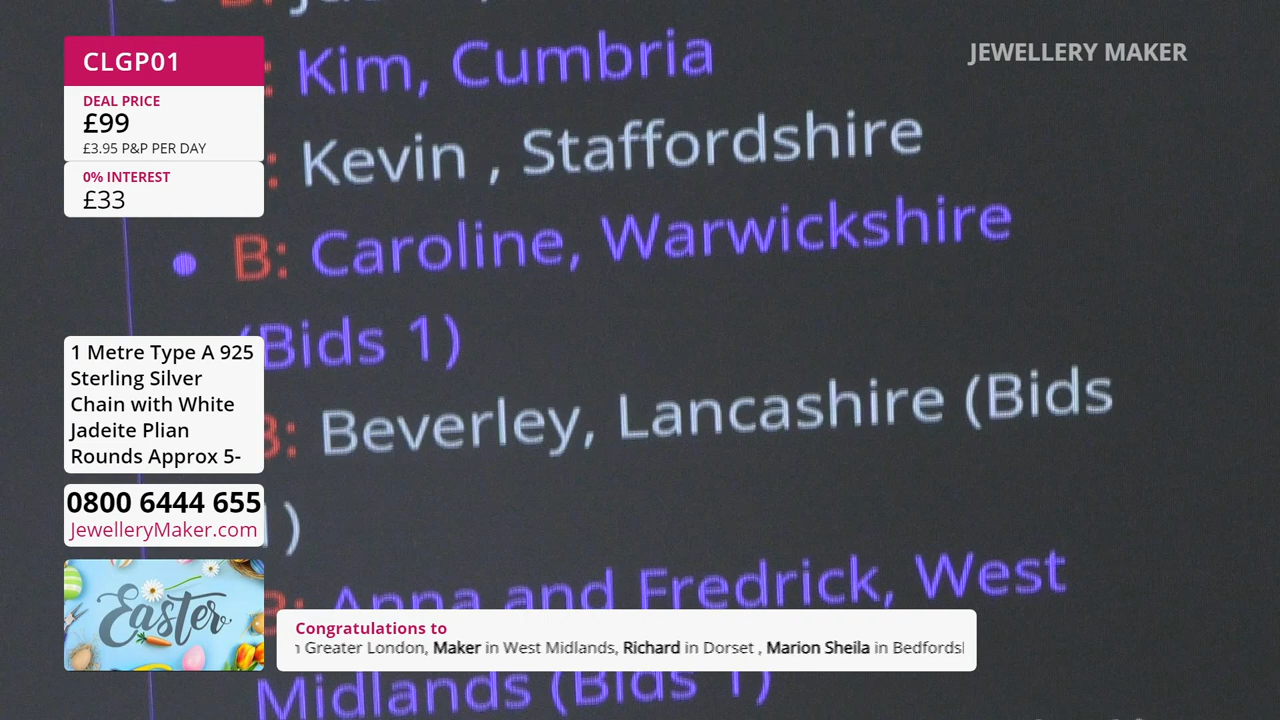 CLGP01
DEAL PRICE
£99
£3.95 P&P PER DAY
0% INTEREST
£33
JEWELLERY MAKER
Kim, Cumbria
: Kevin , Staffordshire
B: Caroline, Warwickshire
(Bids 1)
B: Beverley, Lancashire (Bids
1)
B: Anna and Fredrick, West
Midlands (Bids 1)
1 Metre Type A 925
Sterling Silver
Chain with White
Jadeite Plian
Rounds Approx 5-
0800 6444 655
JewelleryMaker.com
Easter
Congratulations to
Greater London, Maker in West Midlands, Richard in Dorset , Marion Sheila in Bedfords